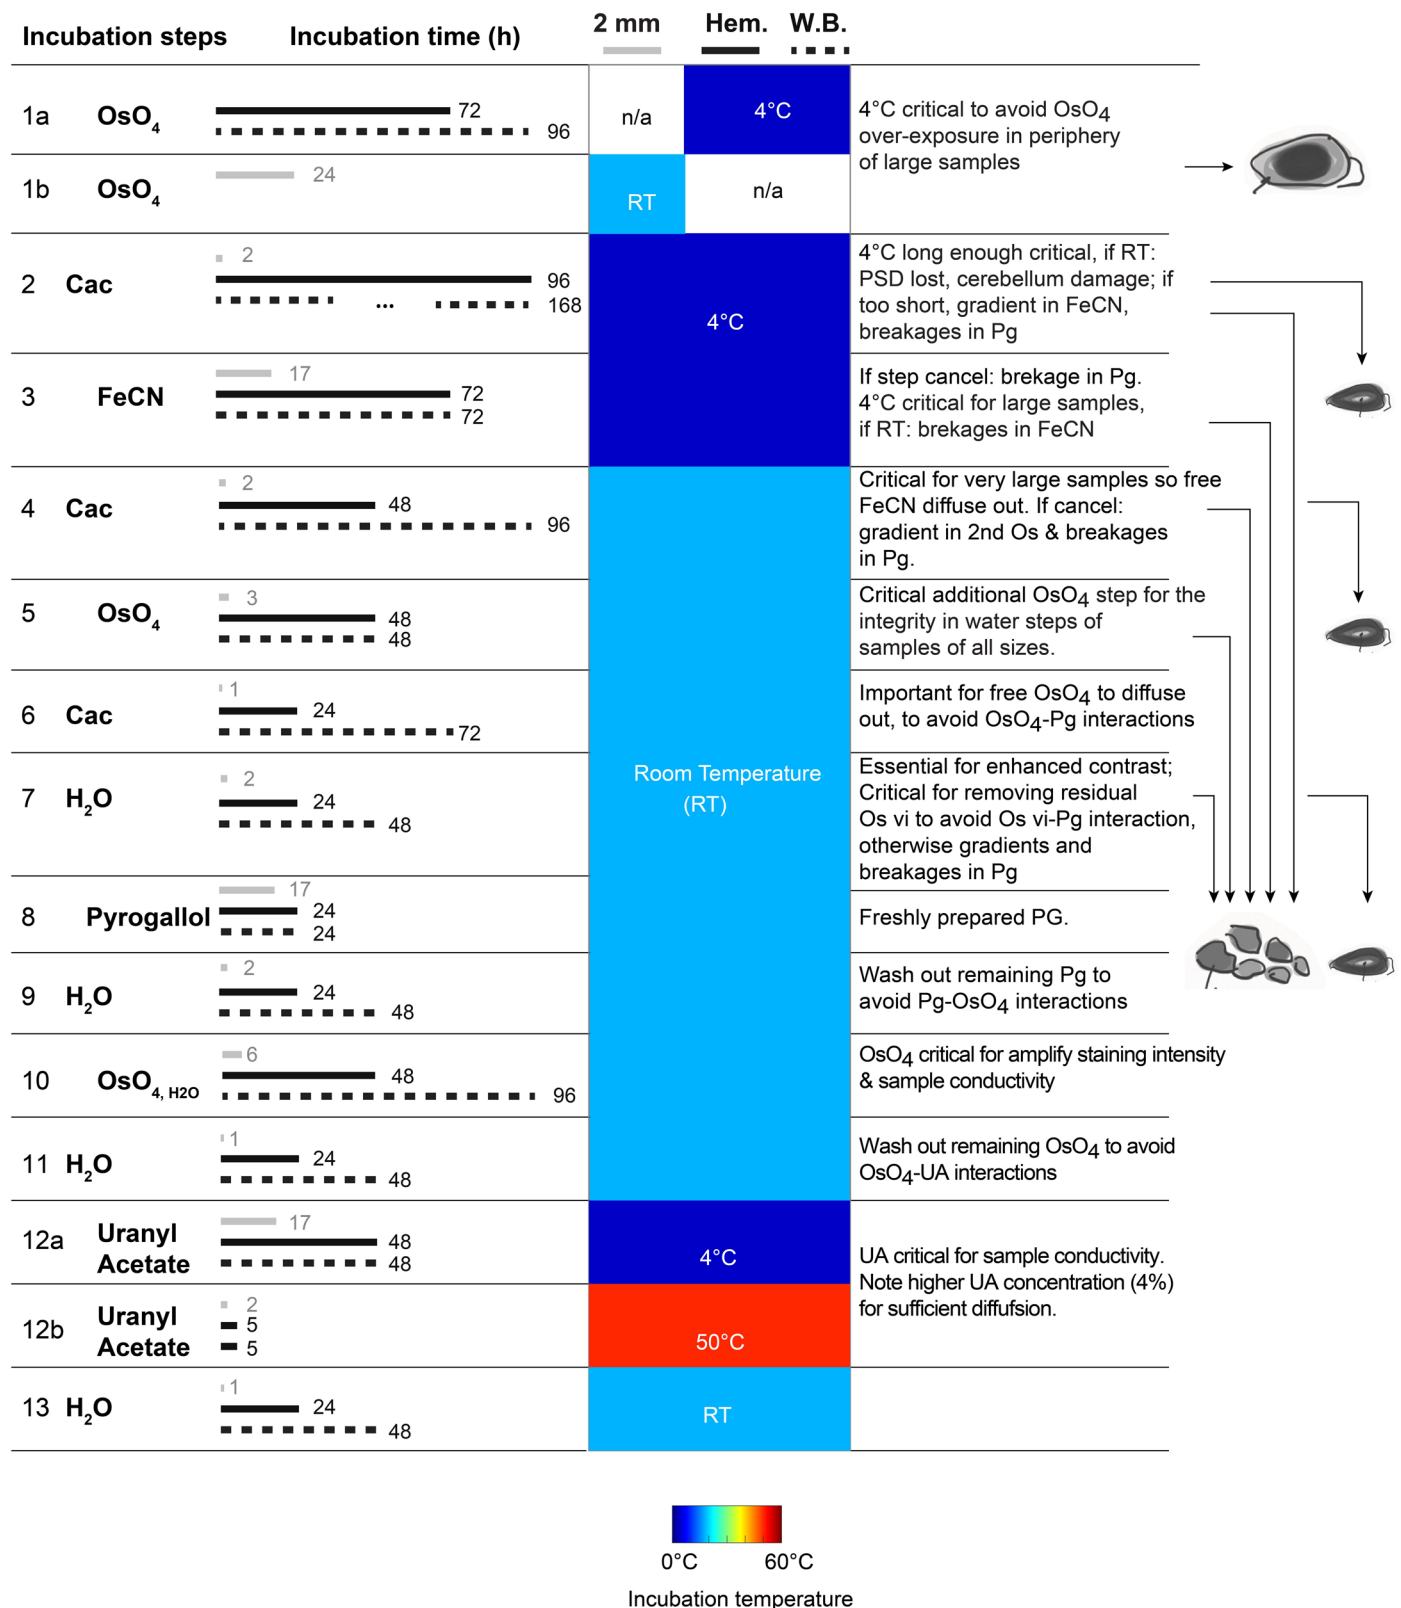 Incubation steps Incubation time (h) 2 mm Hem. W.B.
1a OsO4 72 96 n/a 4°C
4°C critical to avoid OsO4
over-exposure in periphery
of large samples
1b OsO4 24 RT n/a
2 Cac 2 96 ... 168 4°C
4°C long enough critical, if RT:
PSD lost, cerebellum damage; if
too short, gradient in FeCN,
breakages in Pg
3 FeCN 17 72 72
If step cancel: brekage in Pg.
4°C critical for large samples,
if RT: brekages in FeCN
4 Cac 2 48 96
Critical for very large samples so free
FeCN diffuse out. If cancel:
gradient in 2nd Os & breakages
in Pg.
5 OsO4 3 48 48
Critical additional OsO4 step for the
integrity in water steps of
samples of all sizes.
6 Cac 1 24 72
Important for free OsO4 to diffuse
out, to avoid OsO4-Pg interactions
Room Temperature
(RT)
7 H2O 2 24 48
Essential for enhanced contrast;
Critical for removing residual
Os vi to avoid Os vi-Pg interaction,
otherwise gradients and
breakages in Pg
8 Pyrogallol 17 24 24
Freshly prepared PG.
9 H2O 2 24 48
Wash out remaining Pg to
avoid Pg-OsO4 interactions
10 OsO4, H2O 6 48 96
OsO4 critical for amplify staining intensity
& sample conductivity
11 H2O 1 24 48
Wash out remaining OsO4 to avoid
OsO4-UA interactions
12a Uranyl
Acetate 17 48 48 4°C
UA critical for sample conductivity.
Note higher UA concentration (4%)
for sufficient diffufsion.
12b Uranyl
Acetate 2 5 5 50°C
13 H2O 1 24 48 RT
0°C 60°C
Incubation temperature